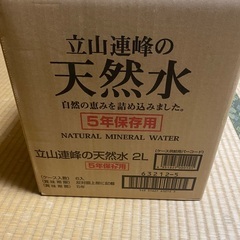 立山連峰の
天然水
自然の恵みを詰め込みました。
5年保存用
NATURAL MINERAL WATER
立山連峰の天然水 2L
5年保存用
63212-5